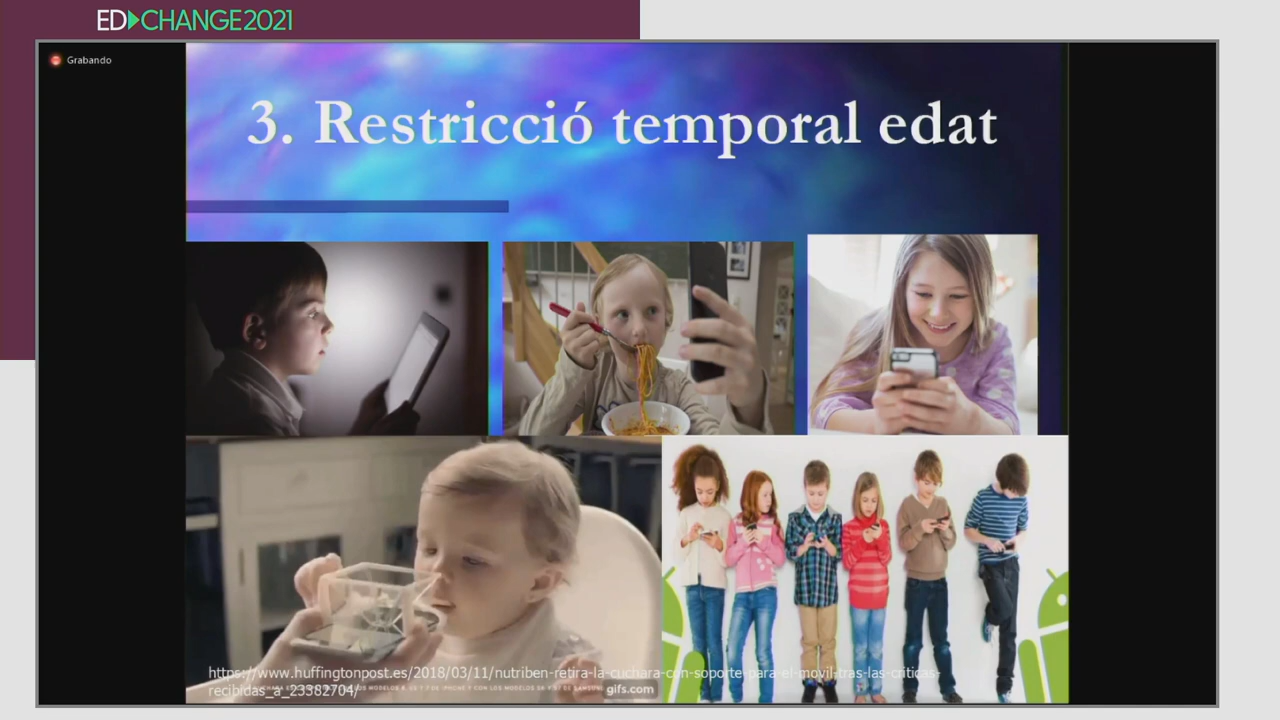 ED▶CHANGE2021
Grabando
3. Restricció temporal edat
https://www.huffingtonpost.es/2018/03/11/nutriben-retira-la-cuchara-con-soporte-para-el-movil-tras-las-criticas-
recibidas_a_23382704/
gifs.com